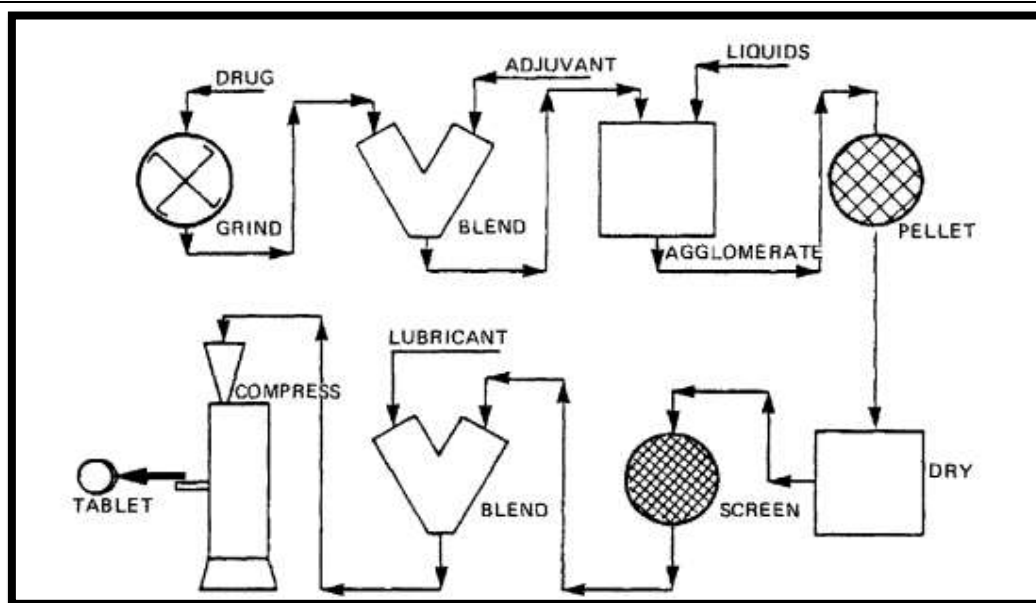 DRUG
ADJUVANT
LIQUIDS
GRIND
BLEND
AGGLOMERATE
PELLET
LUBRICANT
COMPRESS
TABLET
BLEND
SCREEN
DRY